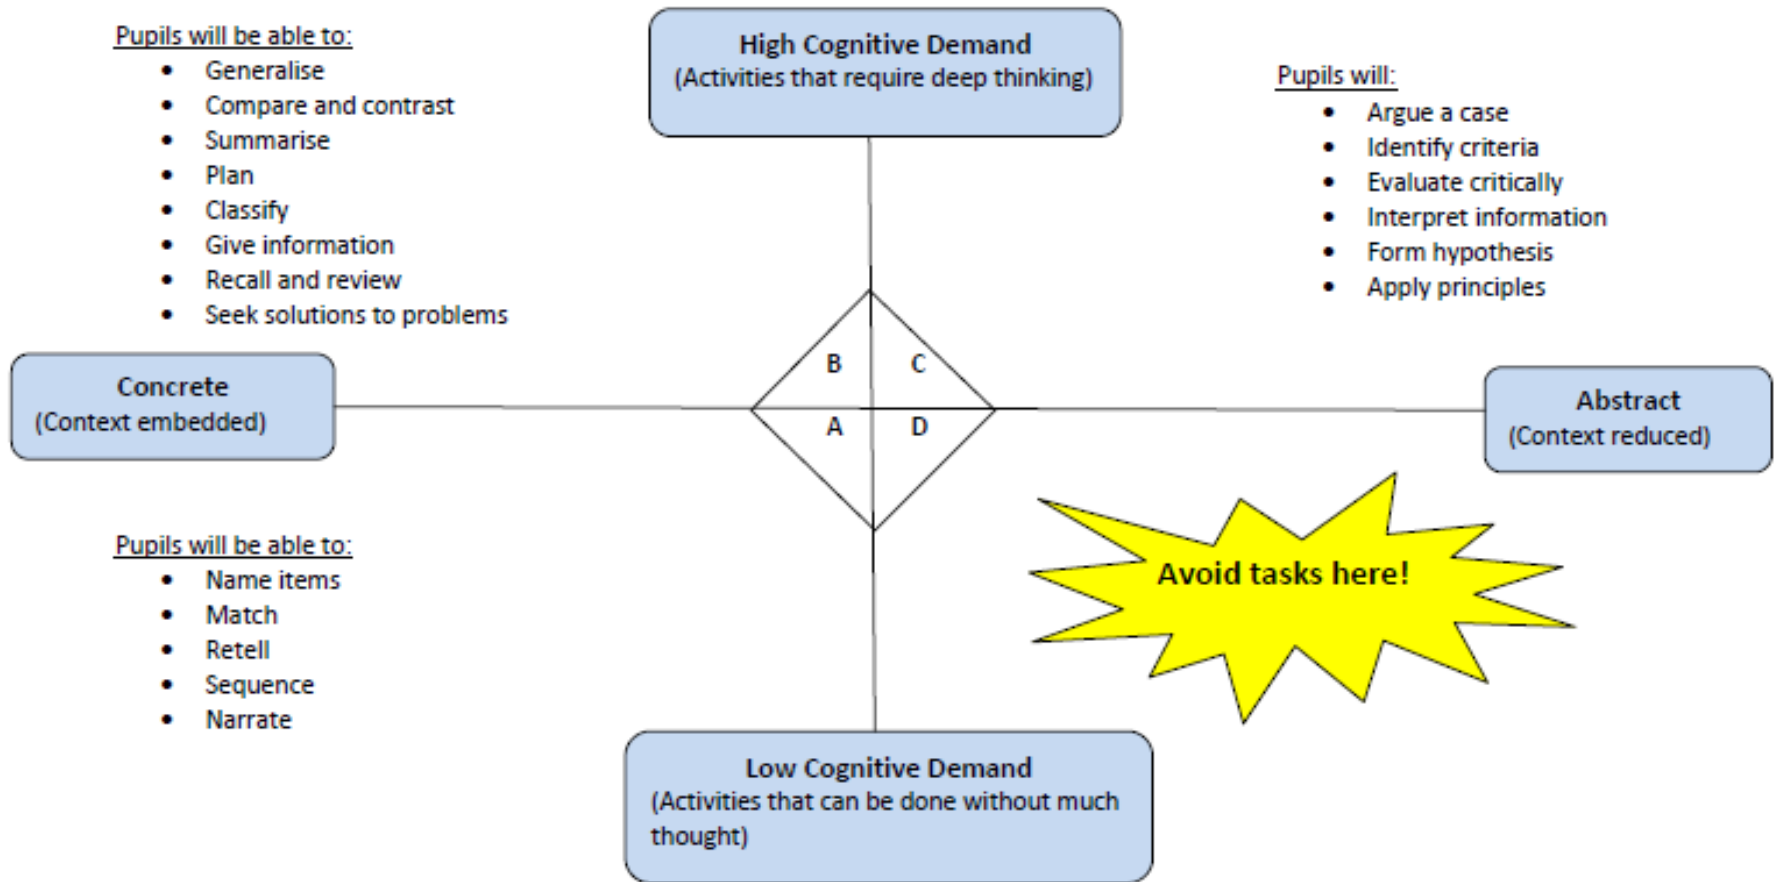 Pupils will be able to:
• Generalise
• Compare and contrast
• Summarise
• Plan
• Classify
• Give information
• Recall and review
• Seek solutions to problems
High Cognitive Demand
(Activities that require deep thinking)
Pupils will:
• Argue a case
• Identify criteria
• Evaluate critically
• Interpret information
• Form hypothesis
• Apply principles
Concrete
(Context embedded)
B C
A D
Abstract
(Context reduced)
Pupils will be able to:
• Name items
• Match
• Retell
• Sequence
• Narrate
Avoid tasks here!
Low Cognitive Demand
(Activities that can be done without much
thought)